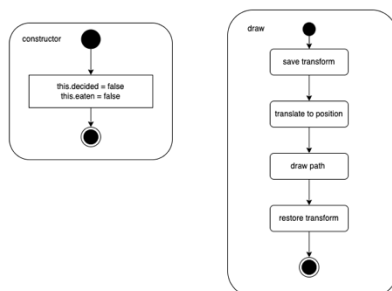 constructor
this.decided = false
this.eaten = false
draw
save transform
translate to position
draw path
restore transform